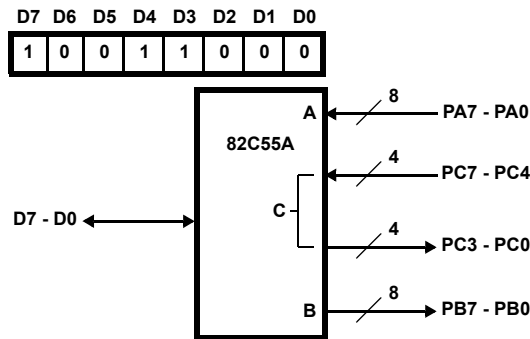 D7 D6 D5 D4 D3 D2 D1 D0
1 0 0 1 1 0 0 0
8
A PA7 - PA0
82C55A
4
PC7 - PC4
C
D7 - D0
4
PC3 - PC0
8
B PB7 - PB0